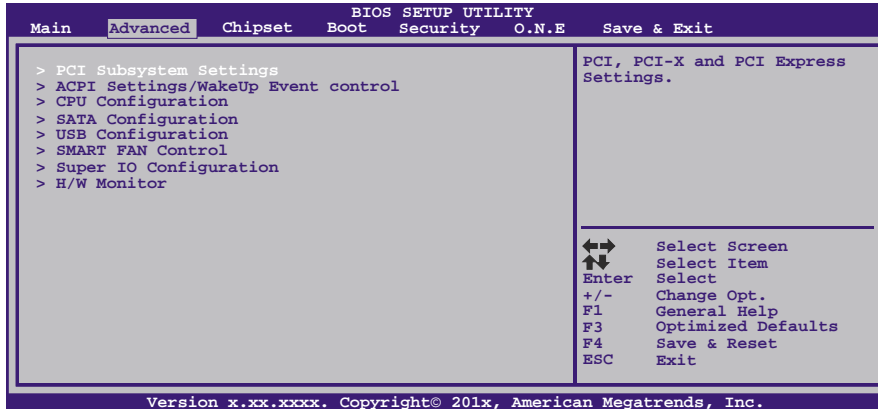 BIOS SETUP UTILITY
Main Advanced Chipset Boot Security O.N.E Save & Exit
> PCI Subsystem Settings
> ACPI Settings/WakeUp Event control
> CPU Configuration
> SATA Configuration
> USB Configuration
> SMART FAN Control
> Super IO Configuration
> H/W Monitor
PCI, PCI-X and PCI Express
Settings.
Select Screen
Select Item
Enter Select
+/- Change Opt.
F1 General Help
F3 Optimized Defaults
F4 Save & Reset
ESC Exit
Version x.xx.xxxx. Copyright© 201x, American Megatrends, Inc.